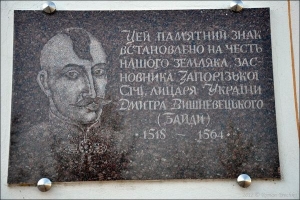 Цей памятний знак
встановлено на честь
нашого земляка, зас-
новника Запорізької
Січі, лицаря України
Дмитра Вишневецького
(Байди)
· 1518 – 1564 ·